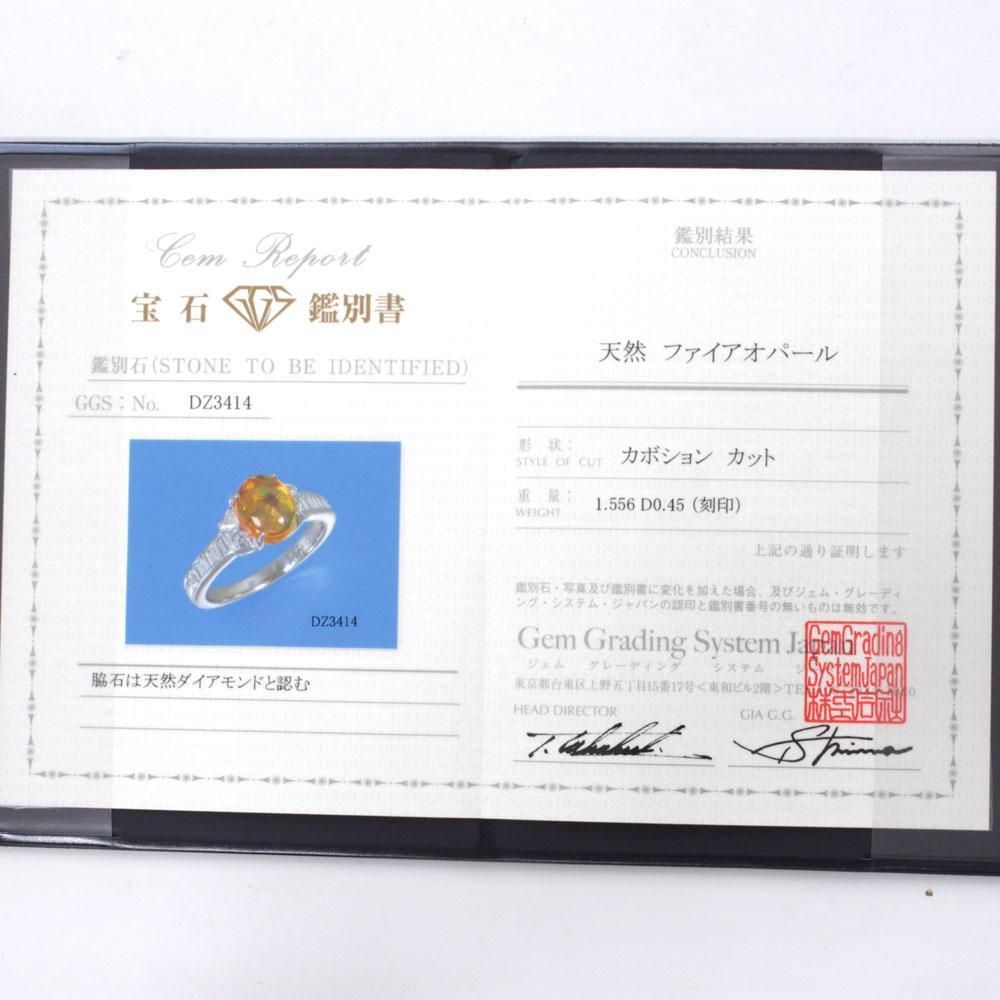 Gem Report
宝石 GGS 鑑別書
鑑別石(STONE TO BE IDENTIFIED)
GGS : No. DZ3414
DZ3414
脇石は天然ダイアモンドと認む
鑑別結果
CONCLUSION
天然 ファイアオパール
形 状：
STYLE OF CUT カボション カット
重 量：
WEIGHT 1.556 D0.45 (刻印)
上記の通り証明します
鑑別石・写真及び鑑別書に変化を加えた場合、及びジェム・グレーディ
ング・システム・ジャパンの認印と鑑別書番号の無いものは無効です。
Gem Grading System
ジェム グレーディング システム
東京都台東区上野五丁目15番17号<東和ビル2階>
HEAD DIRECTOR
GIA G.G.
GemGrading
SystemJapan
株式会社